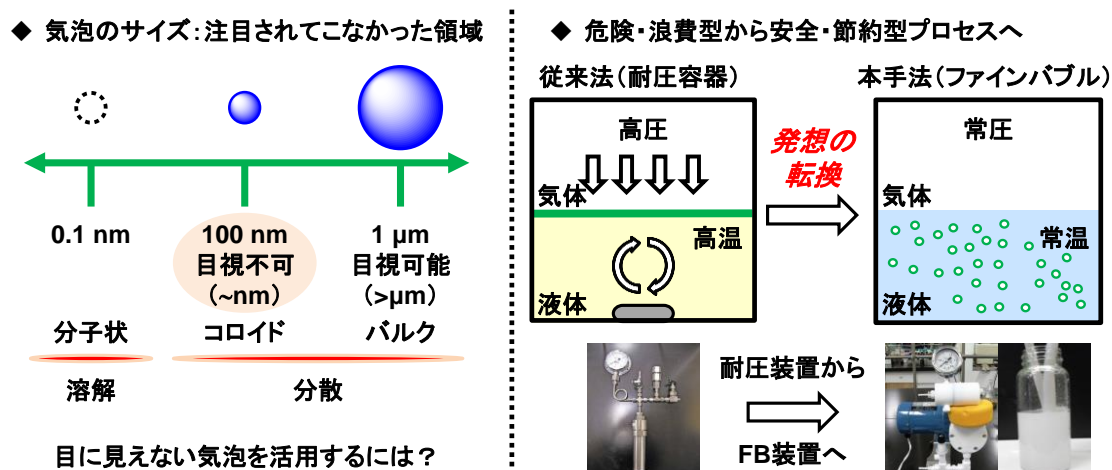 ◆ 気泡のサイズ:注目されてこなかった領域
0.1 nm
100 nm
目視不可
(~nm)
1 μm
目視可能
(>μm)
分子状
コロイド
バルク
溶解
分散
目に見えない気泡を活用するには?
◆ 危険・浪費型から安全・節約型プロセスへ
従来法(耐圧容器)
高圧
気体
高温
液体
発想の
転換
本手法(ファインバブル)
常圧
気体
常温
液体
耐圧装置から
FB装置へ